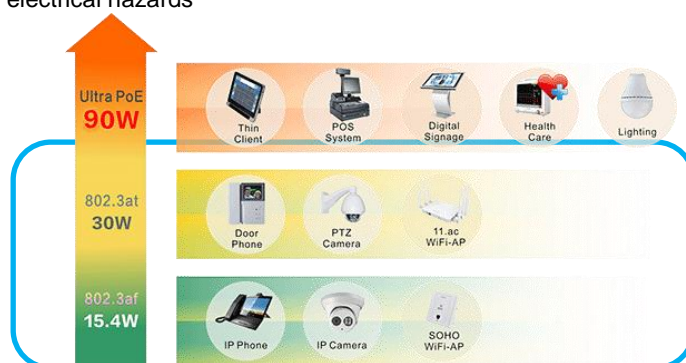 electrical hazards
Ultra PoE
90W
Thin
Client
POS
System
Digital
Signage
Health
Care
Lighting
802.3at
30W
Door
Phone
PTZ
Camera
11.ac
WiFi-AP
802.3af
15.4W
IP Phone
IP Camera
SOHO
WiFi-AP